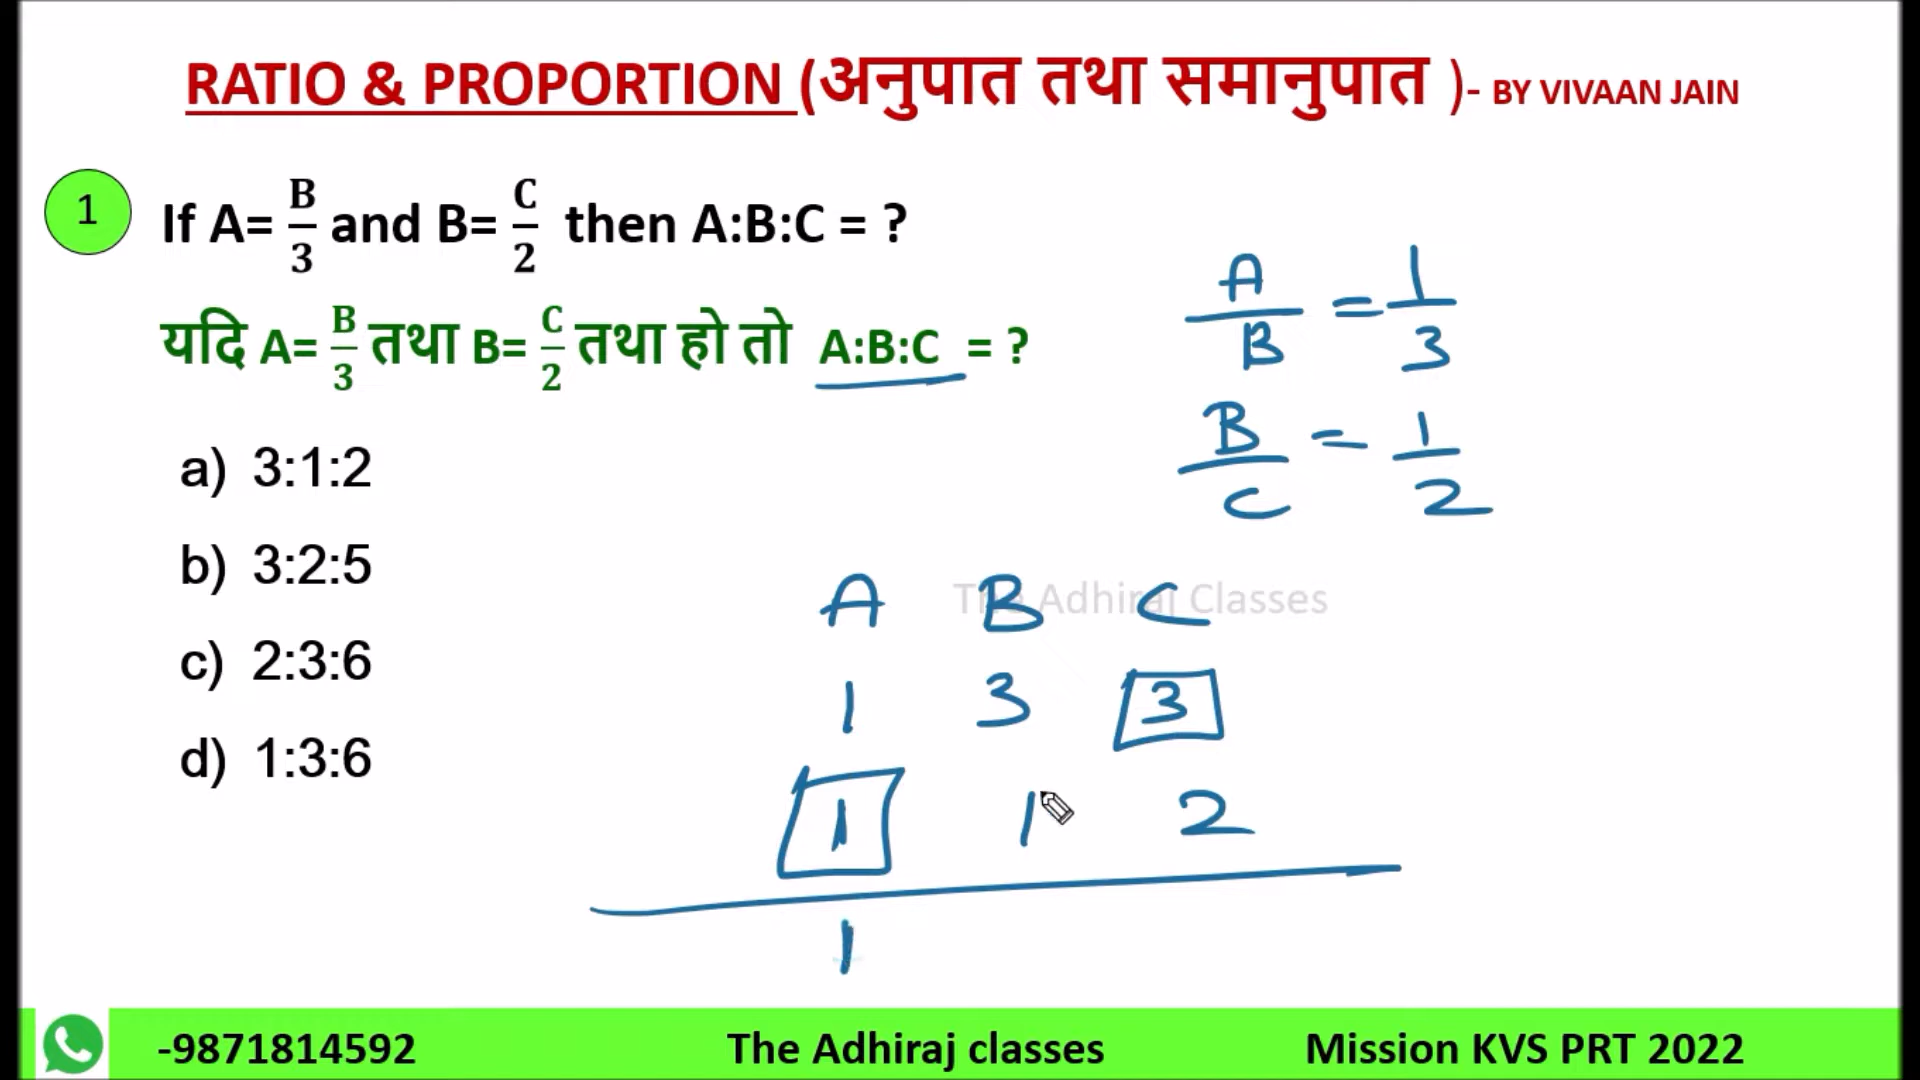 RATIO & PROPORTION (अनुपात तथा समानुपात )- BY VIVAAN JAIN
1
If A= B/3 and B= C/2 then A:B:C = ?
यदि A= B/3 तथा B= C/2 तथा हो तो A:B:C = ?
A/B = 1/3
B/C = 1/2
a) 3:1:2
b) 3:2:5
c) 2:3:6
d) 1:3:6
The Adhiraj Classes
A B C
1 3 3
1 1 2
1
-9871814592 The Adhiraj classes Mission KVS PRT 2022